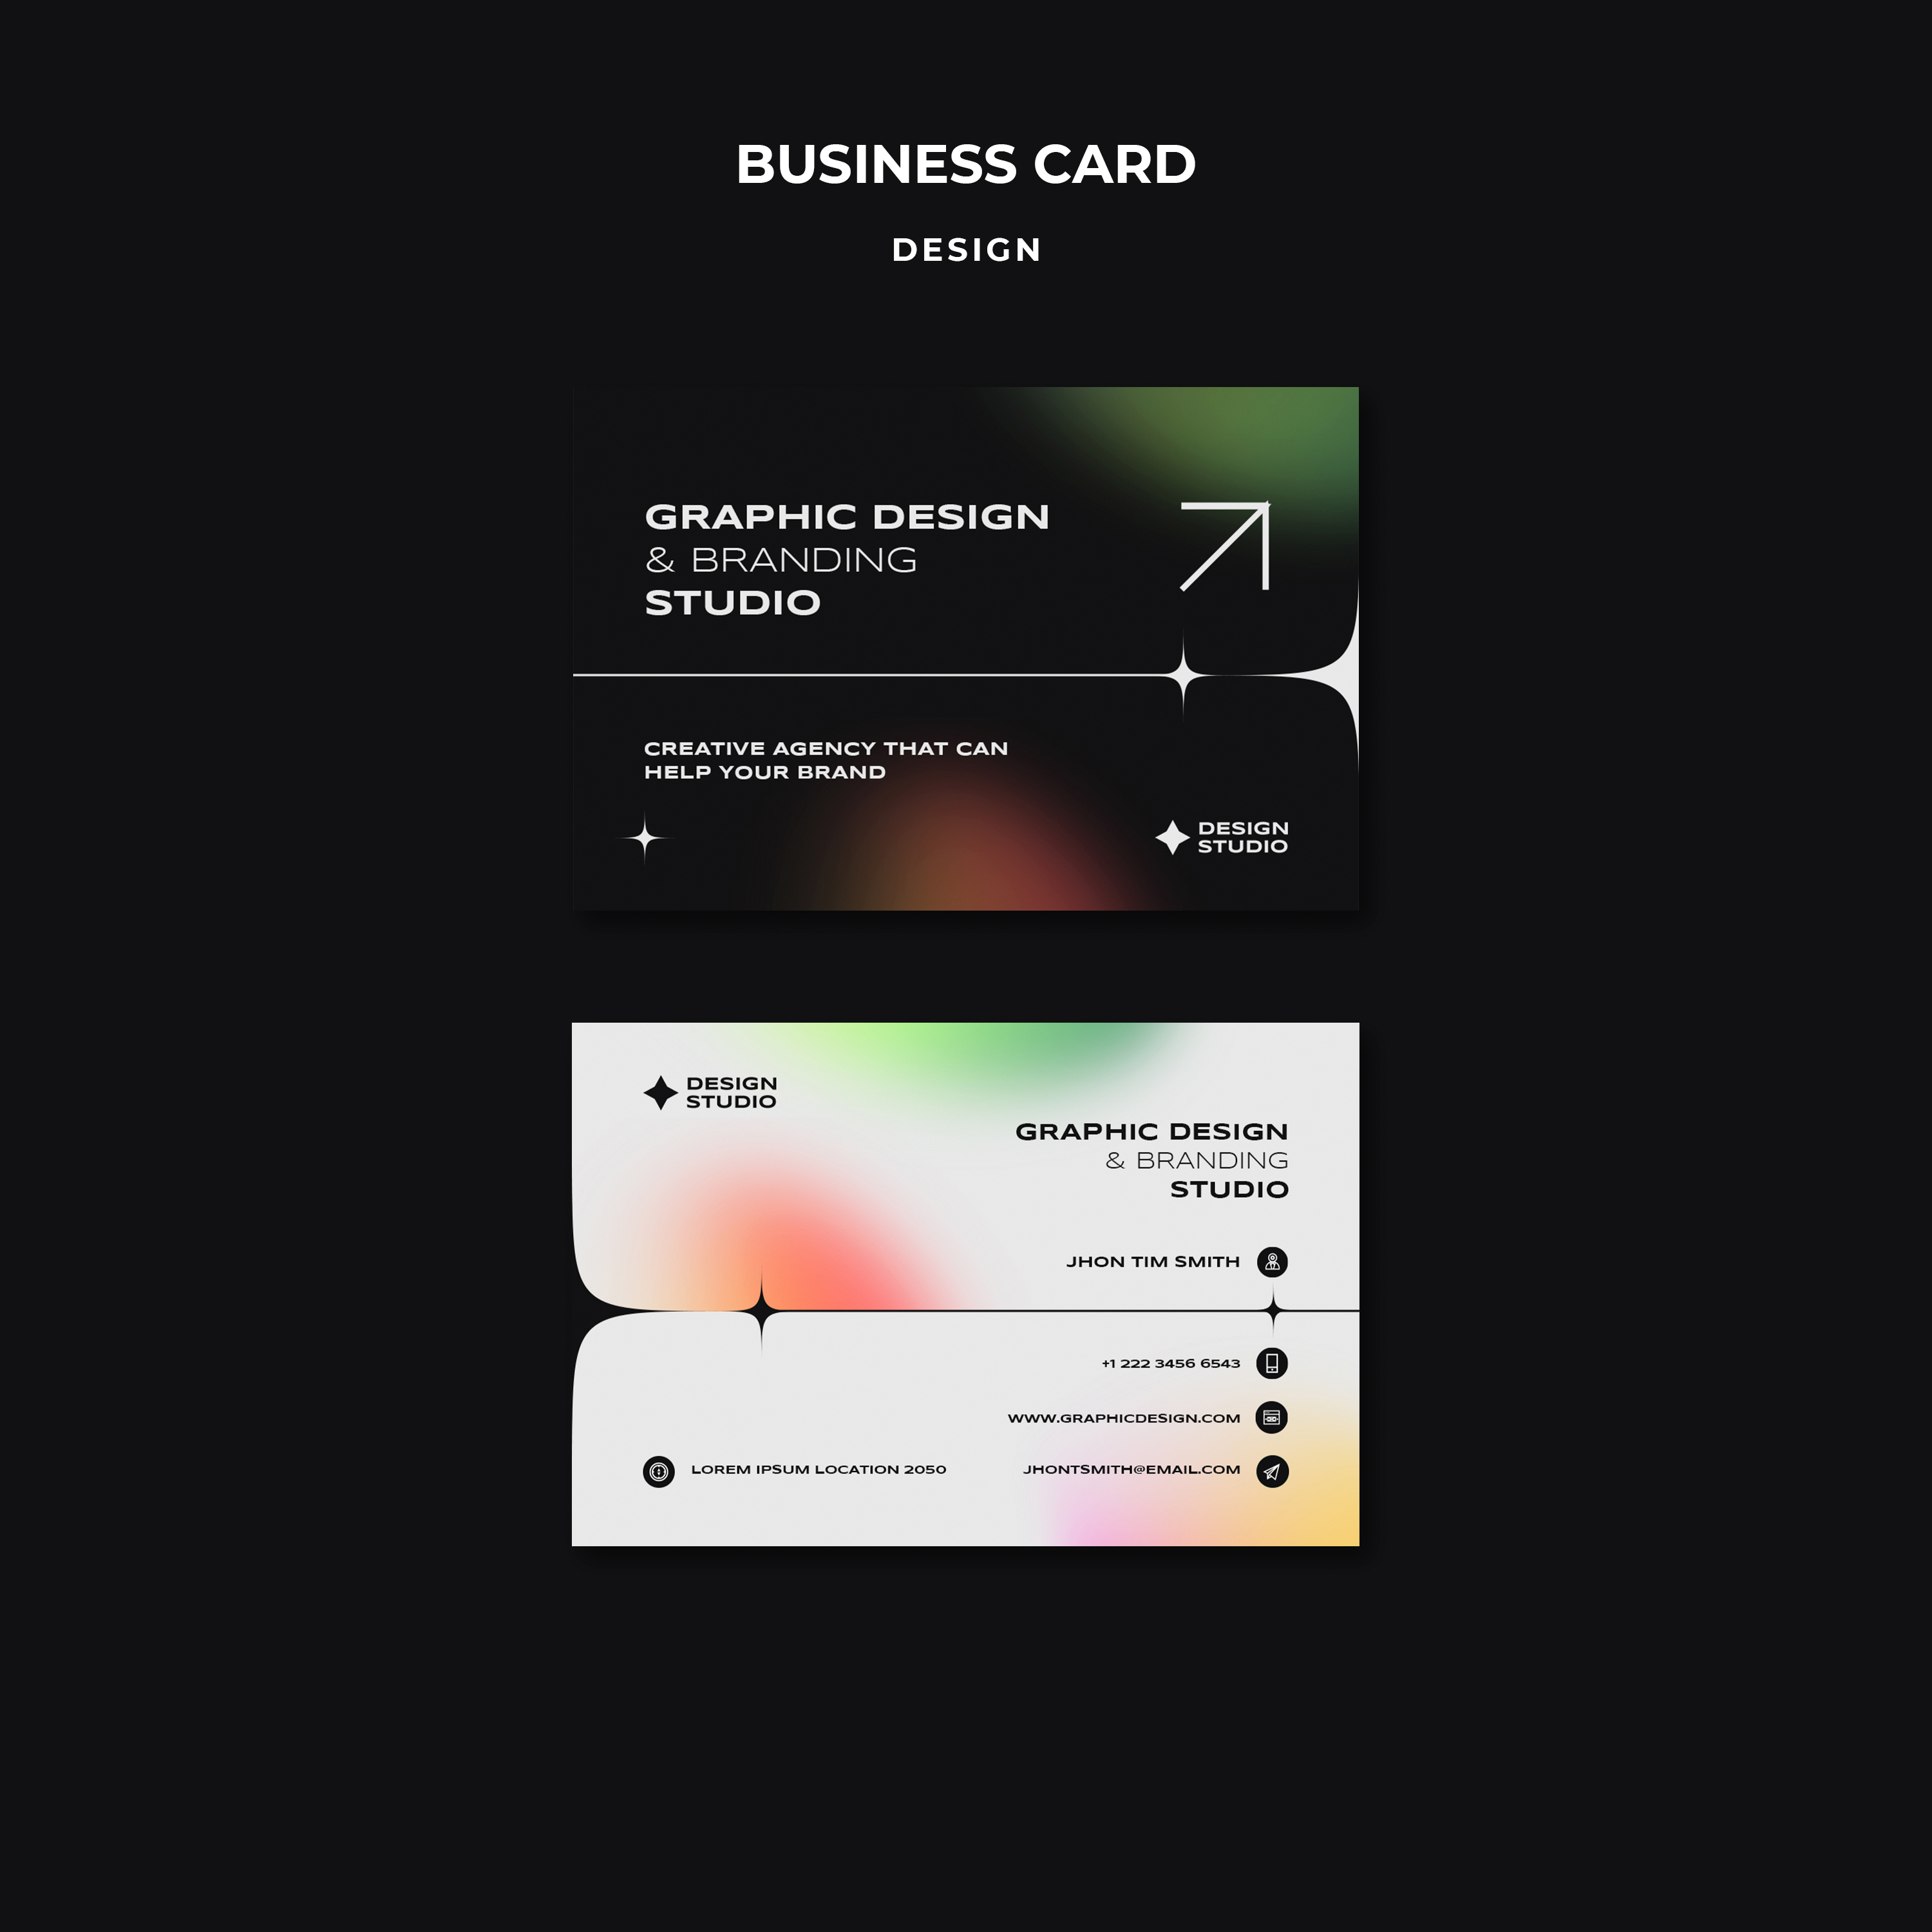 BUSINESS CARD
DESIGN
GRAPHIC DESIGN
& BRANDING
STUDIO
CREATIVE AGENCY THAT CAN
HELP YOUR BRAND
DESIGN
STUDIO
DESIGN
STUDIO
GRAPHIC DESIGN
& BRANDING
STUDIO
JHON TIM SMITH
+1 222 3456 6543
WWW.GRAPHICDESIGN.COM
LOREM IPSUM LOCATION 2050
JHONTSMITH@EMAIL.COM